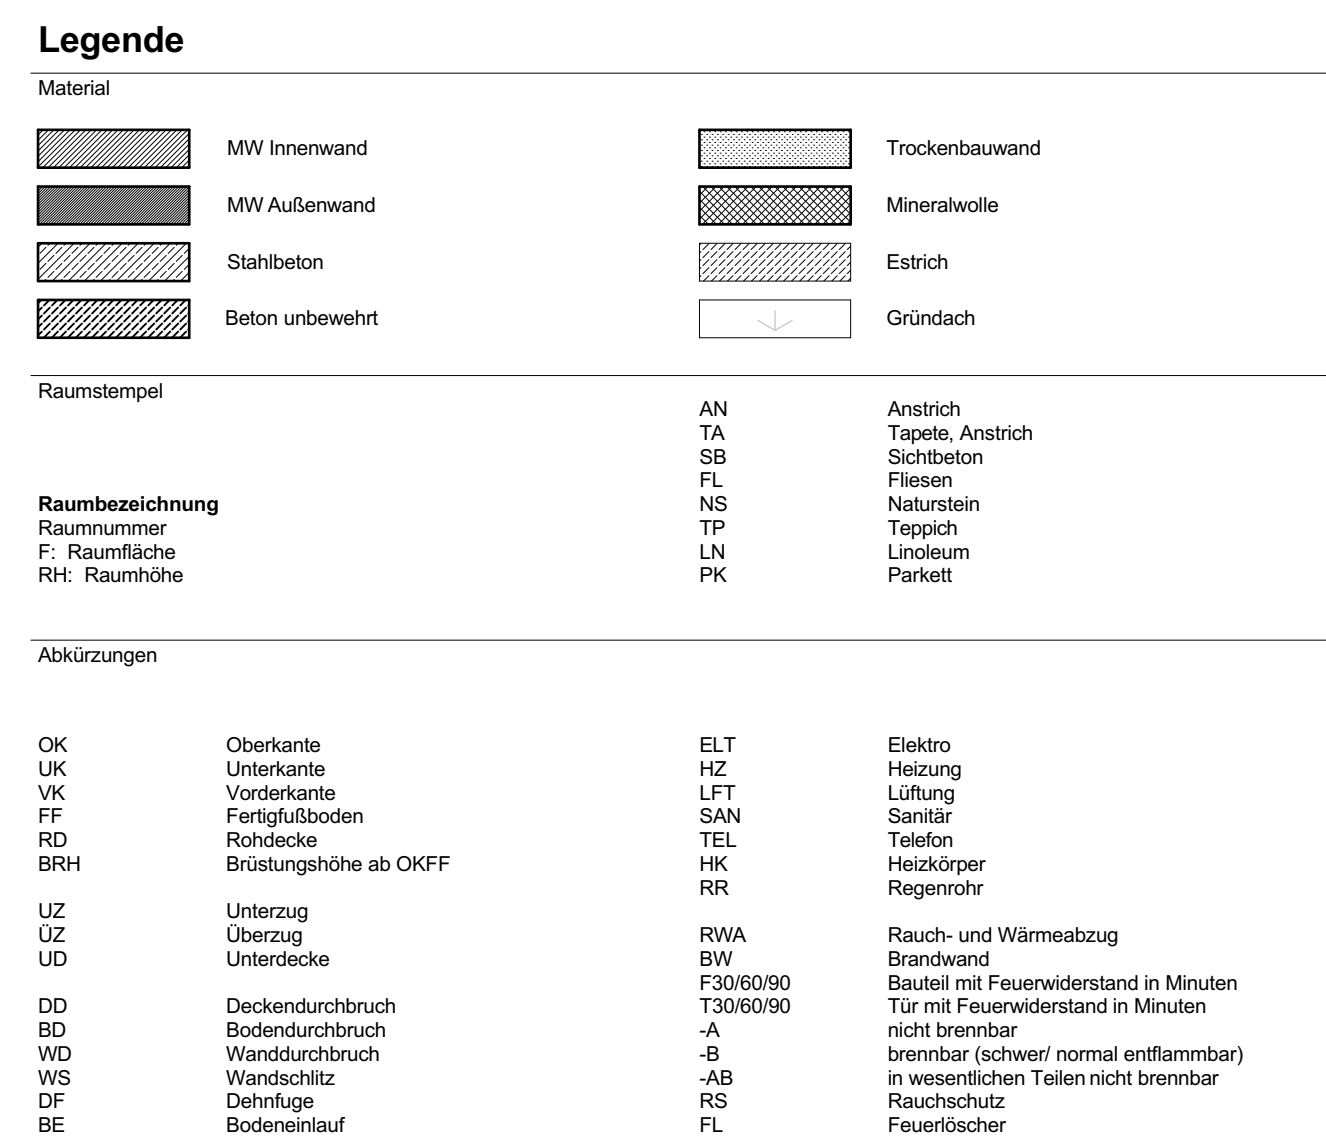 Legende
Material
MW Innenwand
Trockenbauwand
MW Außenwand
Mineralwolle
Stahlbeton
Estrich
Beton unbewehrt
Gründach
Raumstempel
Raumbezeichnung
Raumnummer
F: Raumfläche
RH: Raumhöhe
AN Anstrich
TA Tapete, Anstrich
SB Sichtbeton
FL Fliesen
NS Naturstein
TP Teppich
LN Linoleum
PK Parkett
Abkürzungen
OK Oberkante
UK Unterkante
VK Vorderkante
FF Fertigfußboden
RD Rohdecke
BRH Brüstungshöhe ab OKFF
UZ Unterzug
ÜZ Überzug
UD Unterdecke
DD Deckendurchbruch
BD Bodendurchbruch
WD Wanddurchbruch
WS Wandschlitz
DF Dehnfuge
BE Bodeneinlauf
ELT Elektro
HZ Heizung
LFT Lüftung
SAN Sanitär
TEL Telefon
HK Heizkörper
RR Regenrohr
RWA Rauch- und Wärmeabzug
BW Brandwand
F30/60/90 Bauteil mit Feuerwiderstand in Minuten
T30/60/90 Tür mit Feuerwiderstand in Minuten
-A nicht brennbar
-B brennbar (schwer/ normal entflammbar)
-AB in wesentlichen Teilen nicht brennbar
RS Rauchschutz
FL Feuerlöscher